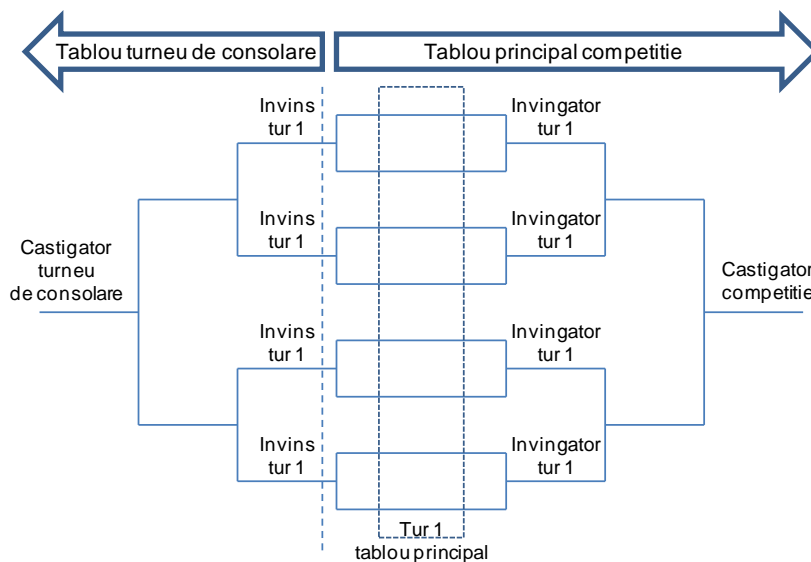 Tablou turneu de consolare
Tablou principal competitie
Invins
tur 1
Invingator
tur 1
Invins
tur 1
Invingator
tur 1
Castigator
turneu
de consolare
Castigator
competitie
Invins
tur 1
Invingator
tur 1
Invins
tur 1
Invingator
tur 1
Tur 1
tablou principal